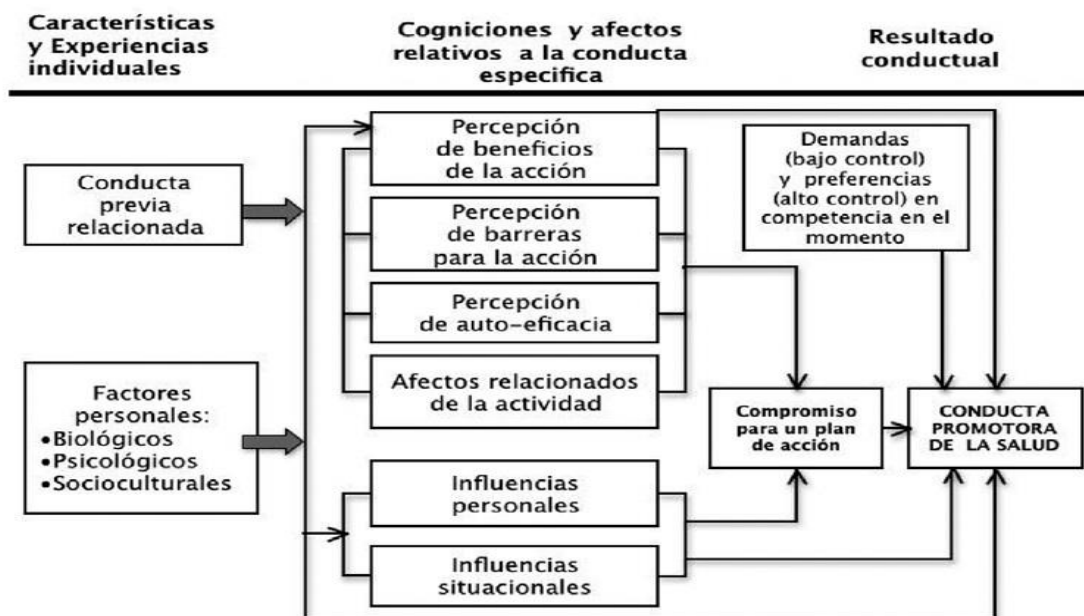 Características
y Experiencias
individuales
Cogniciones y afectos
relativos a la conducta
especifica
Resultado
conductual
Conducta
previa
relacionada
Factores
personales:
•Biológicos
•Psicológicos
•Socioculturales
Percepción
de beneficios
de la acción
Percepción
de barreras
para la acción
Percepción
de auto-eficacia
Afectos relacionados
de la actividad
Influencias
personales
Influencias
situacionales
Demandas
(bajo control)
y preferencias
(alto control) en
competencia en el
momento
Compromiso
para un plan
de acción
CONDUCTA
PROMOTORA
DE LA SALUD